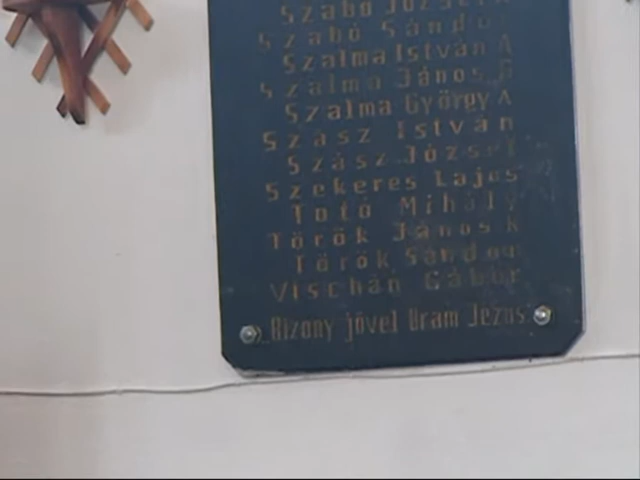 Szabó József
Szabó Sándor
Szalma István A
Szalma János G
Szalma György A
Szász István
Szász József
Szekeres Lajos
Totó Mihály
Török János K
Török Sándor
Vischán Gábor
Bizony jövel Uram Jézus